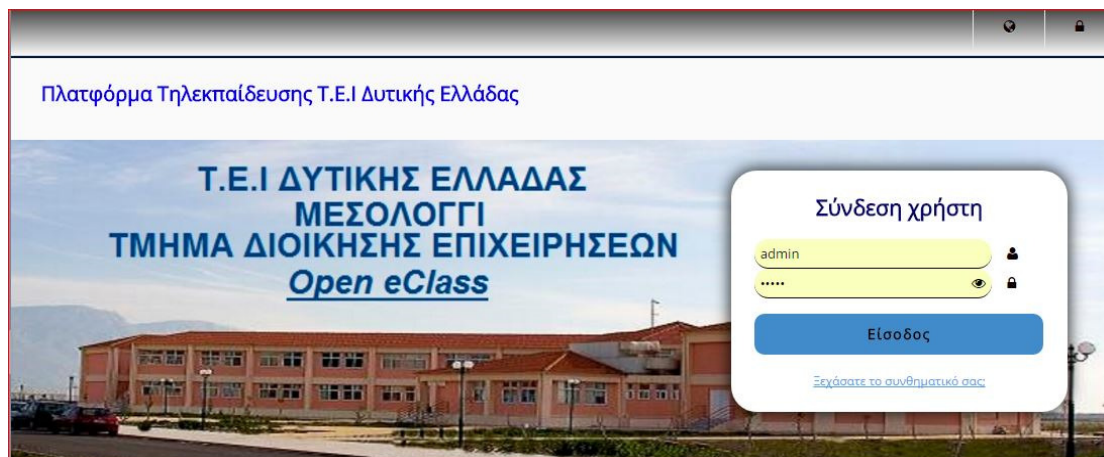 Πλατφόρμα Τηλεκπαίδευσης Τ.Ε.Ι Δυτικής Ελλάδας
Τ.Ε.Ι ΔΥΤΙΚΗΣ ΕΛΛΑΔΑΣ
ΜΕΣΟΛΟΓΓΙ
ΤΜΗΜΑ ΔΙΟΙΚΗΣΗΣ ΕΠΙΧΕΙΡΗΣΕΩΝ
Open eClass
Σύνδεση χρήστη
admin
•••••
Είσοδος
Ξεχάσατε το συνθηματικό σας;